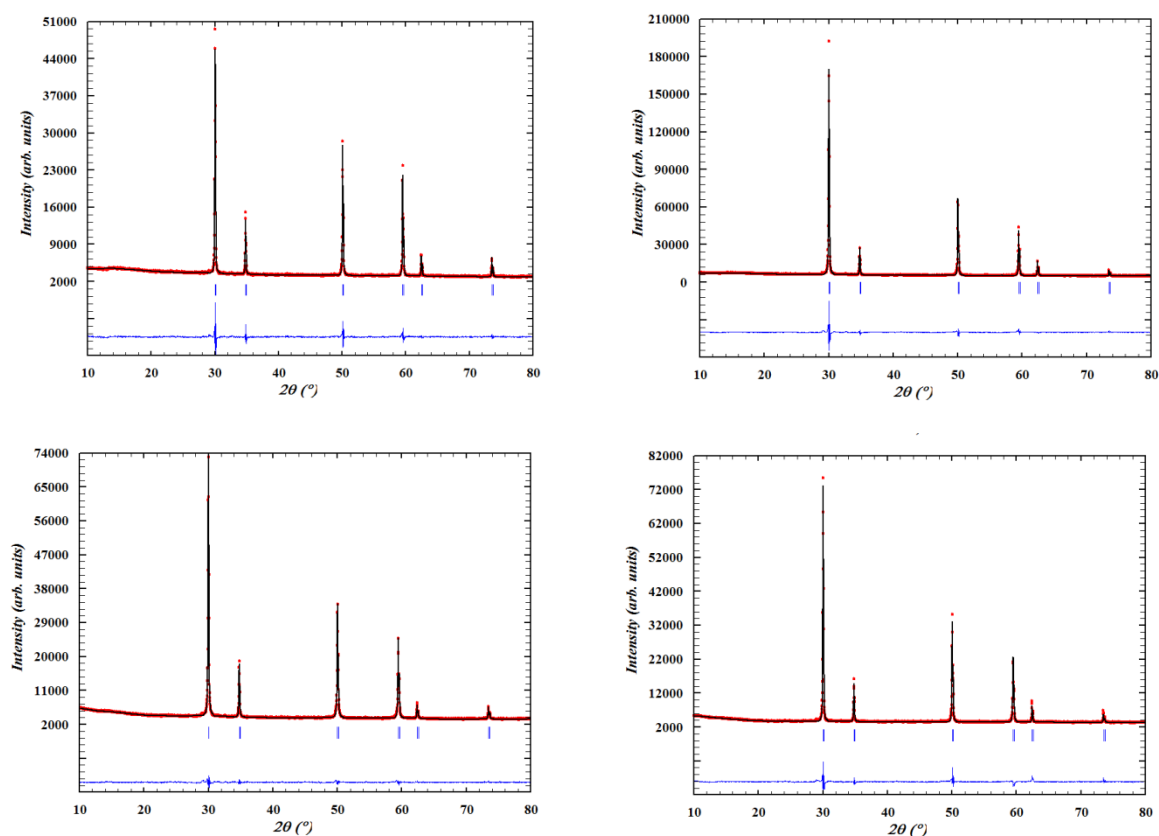 51000
44000
37000
30000
23000
16000
9000
2000
Intensity (arb. units)
10 20 30 40 50 60 70 80
2θ (°)
210000
180000
150000
120000
90000
60000
30000
0
Intensity (arb. units)
10 20 30 40 50 60 70 80
2θ (°)
74000
65000
56000
47000
38000
29000
20000
11000
2000
Intensity (arb. units)
10 20 30 40 50 60 70 80
2θ (°)
82000
72000
62000
52000
42000
32000
22000
12000
2000
Intensity (arb. units)
10 20 30 40 50 60 70 80
2θ (°)